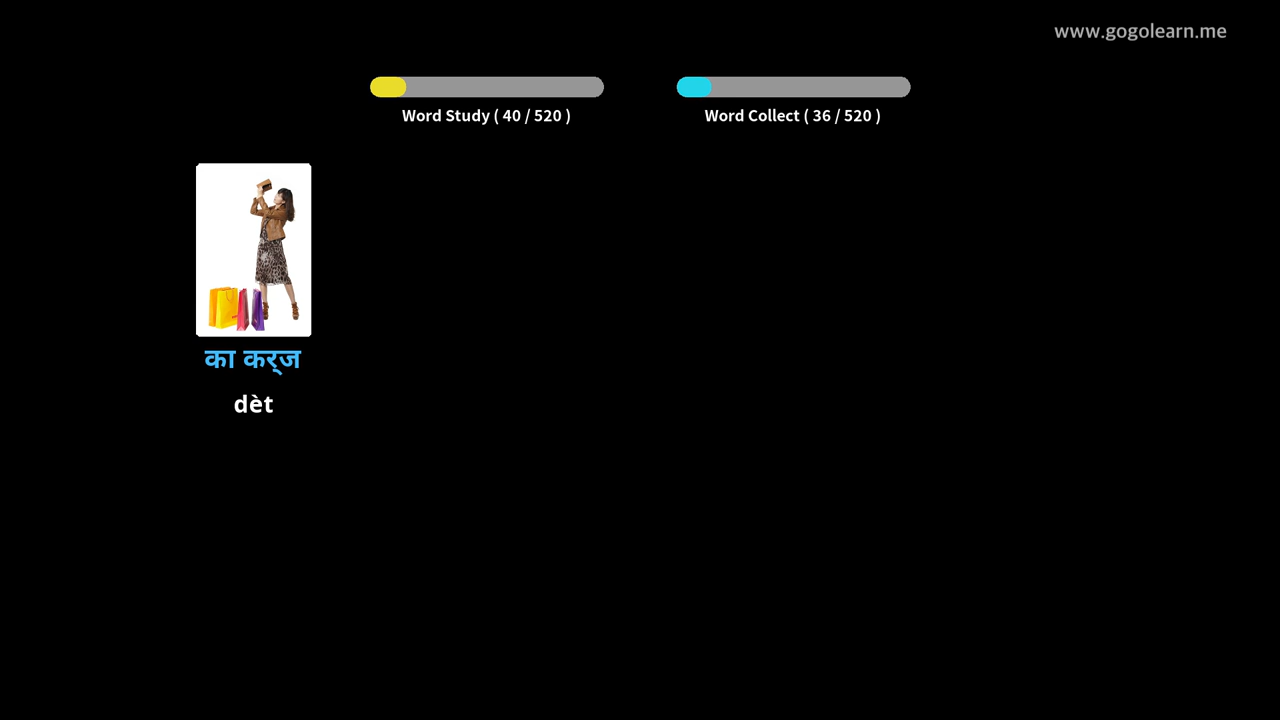 www.gogolearn.me
Word Study ( 40 / 520 )
Word Collect ( 36 / 520 )
का कर्‌ज
dèt